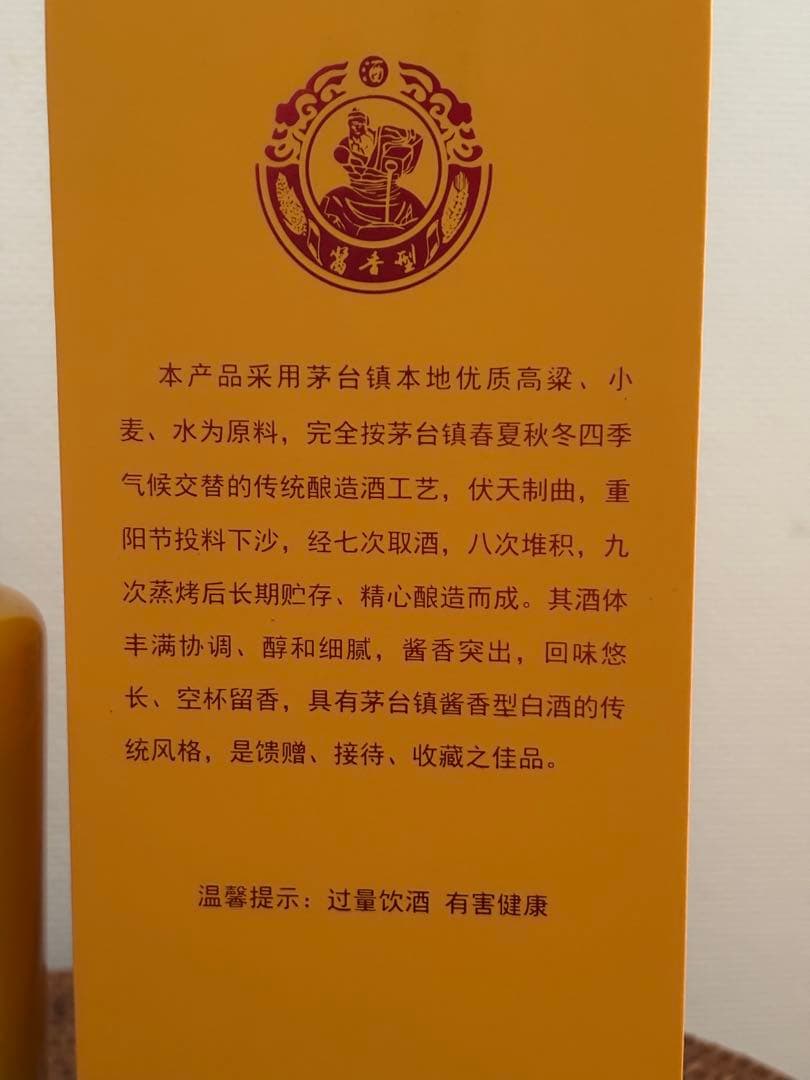 酒
酱香型
本产品采用茅台镇本地优质高粱、小
麦、水为原料，完全按茅台镇春夏秋冬四季
气候交替的传统酿造酒工艺，伏天制曲，重
阳节投料下沙，经七次取酒，八次堆积，九
次蒸烤后长期贮存、精心酿造而成。其酒体
丰满协调、醇和细腻，酱香突出，回味悠
长、空杯留香，具有茅台镇酱香型白酒的传
统风格，是馈赠、接待、收藏之佳品。
温馨提示：过量饮酒 有害健康